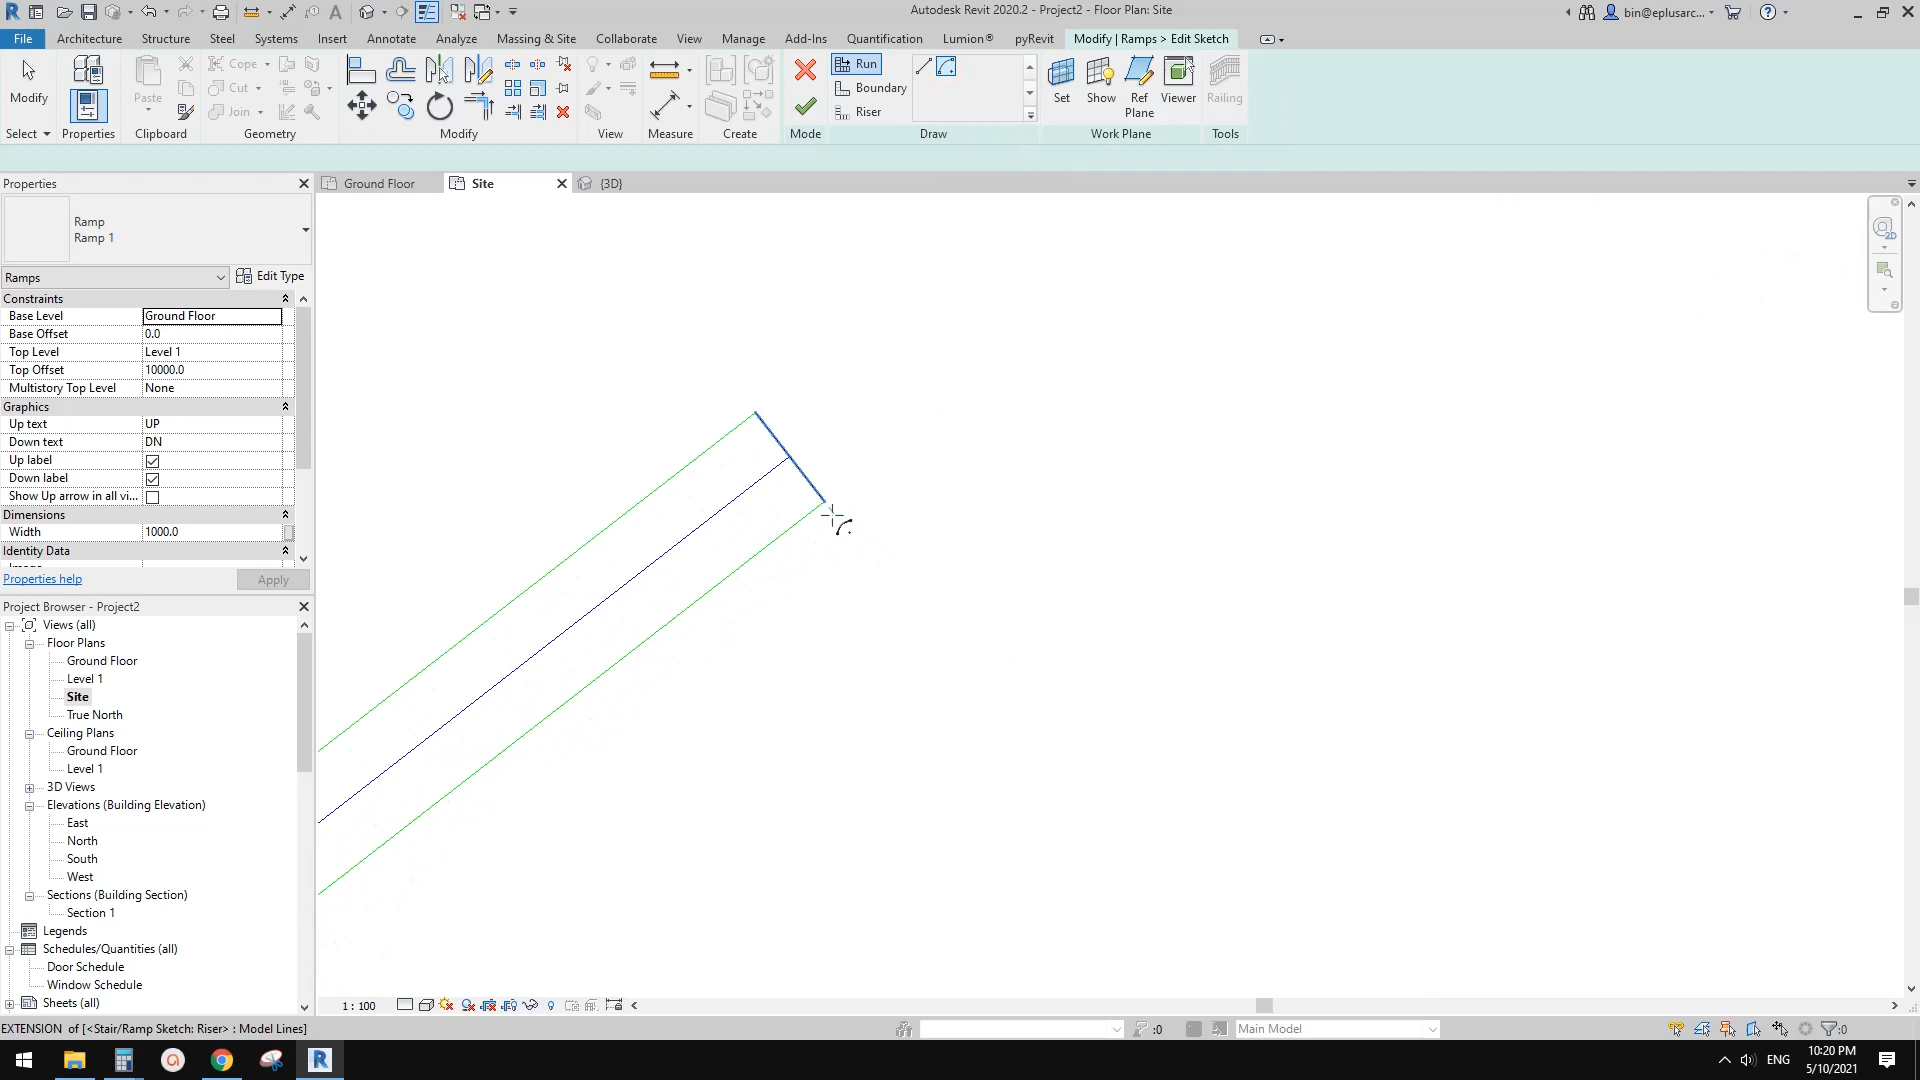 Autodesk Revit 2020.2 - Project2 - Floor Plan: Site
bin@eplusarc...
File Architecture Structure Steel Systems Insert Annotate Analyze Massing & Site Collaborate View Manage Add-Ins Quantification Lumion® pyRevit Modify | Ramps > Edit Sketch
Modify
Select
Properties
Paste
Clipboard
Cope
Cut
Join
Geometry
Modify
View
Measure
Create
Mode
Run
Boundary
Riser
Draw
Set
Show
Ref
Plane
Viewer
Work Plane
Railing
Tools
Properties
Ground Floor
Site
{3D}
2D
Ramp
Ramp 1
Ramps
Edit Type
Constraints
Base Level Ground Floor
Base Offset 0.0
Top Level Level 1
Top Offset 10000.0
Multistory Top Level None
Graphics
Up text UP
Down text DN
Up label
Down label
Show Up arrow in all vi...
Dimensions
Width 1000.0
Identity Data
Properties help
Apply
Project Browser - Project2
Views (all)
Floor Plans
Ground Floor
Level 1
Site
True North
Ceiling Plans
Ground Floor
Level 1
3D Views
Elevations (Building Elevation)
East
North
South
West
Sections (Building Section)
Section 1
Legends
Schedules/Quantities (all)
Door Schedule
Window Schedule
Sheets (all)
1 : 100
EXTENSION of [<Stair/Ramp Sketch: Riser> : Model Lines]
:0
Main Model
:0
ENG
10:20 PM
5/10/2021